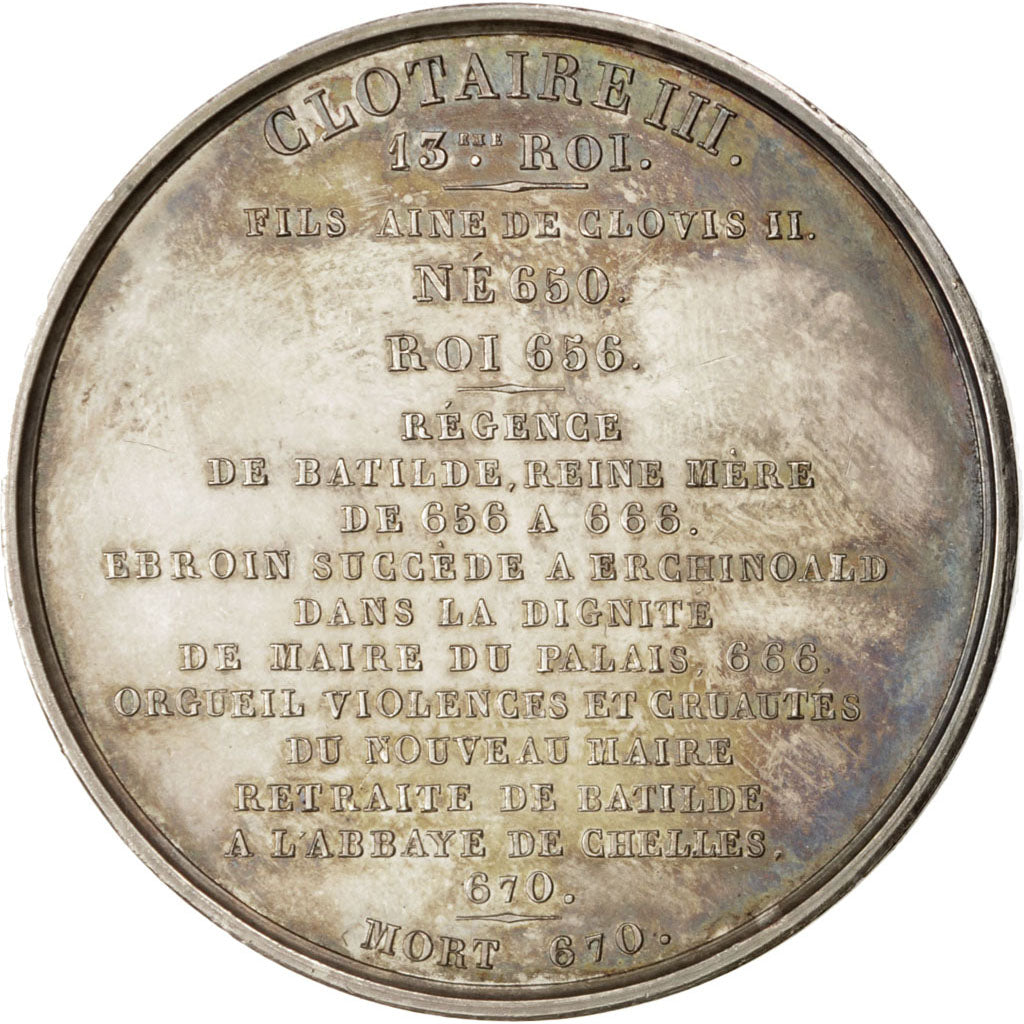 CLOTAIRE III.
13ᴱᴹᴱ. ROI.
FILS AINE DE CLOVIS II.
NÉ 650.
ROI 656.
RÉGENCE
DE BATILDE, REINE MÈRE
DE 656 A 666.
EBROIN SUCCÈDE A ERCHINOALD
DANS LA DIGNITÉ
DE MAIRE DU PALAIS, 666.
ORGUEIL VIOLENCES ET CRUAUTÉS
DU NOUVEAU MAIRE
RETRAITE DE BATILDE
A L'ABBAYE DE CHELLES,
670.
MORT 670.